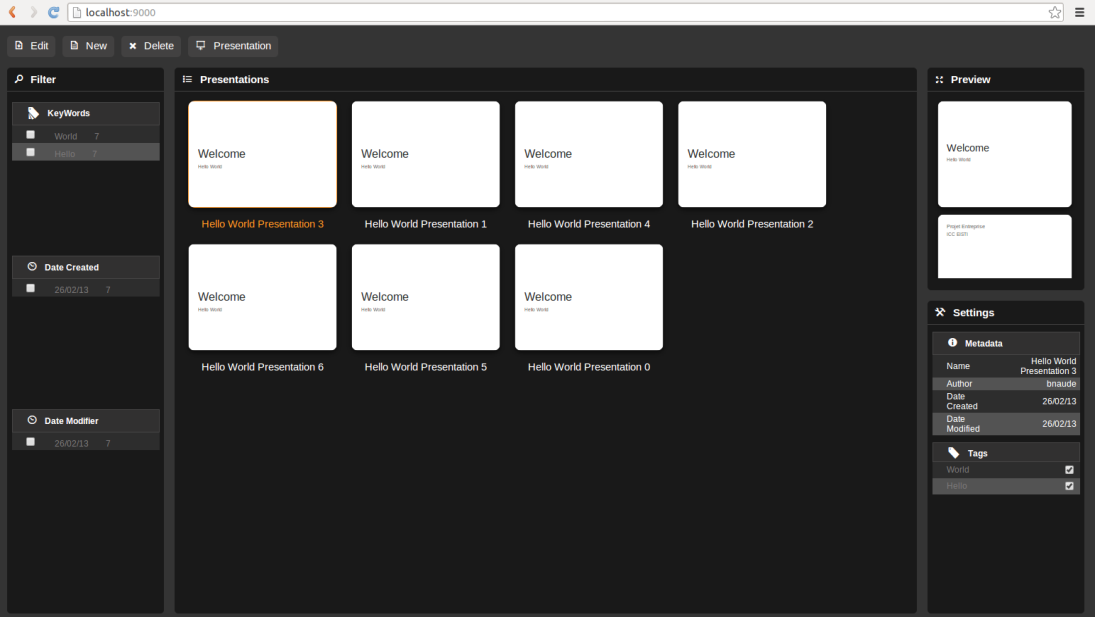 localhost:9000
Edit
New
Delete
Presentation
Filter
KeyWords
World 7
Hello 7
Date Created
26/02/13 7
Date Modifier
26/02/13 7
Presentations
Welcome
Hello World
Hello World Presentation 3
Welcome
Hello World
Hello World Presentation 1
Welcome
Hello World
Hello World Presentation 4
Welcome
Hello World
Hello World Presentation 2
Welcome
Hello World
Hello World Presentation 6
Welcome
Hello World
Hello World Presentation 5
Welcome
Hello World
Hello World Presentation 0
Preview
Welcome
Hello World
Projet Entreprise
ICC EISTI
Settings
Metadata
Name Hello World
Presentation 3
Author bnaude
Date
Created 26/02/13
Date
Modified 26/02/13
Tags
World
Hello